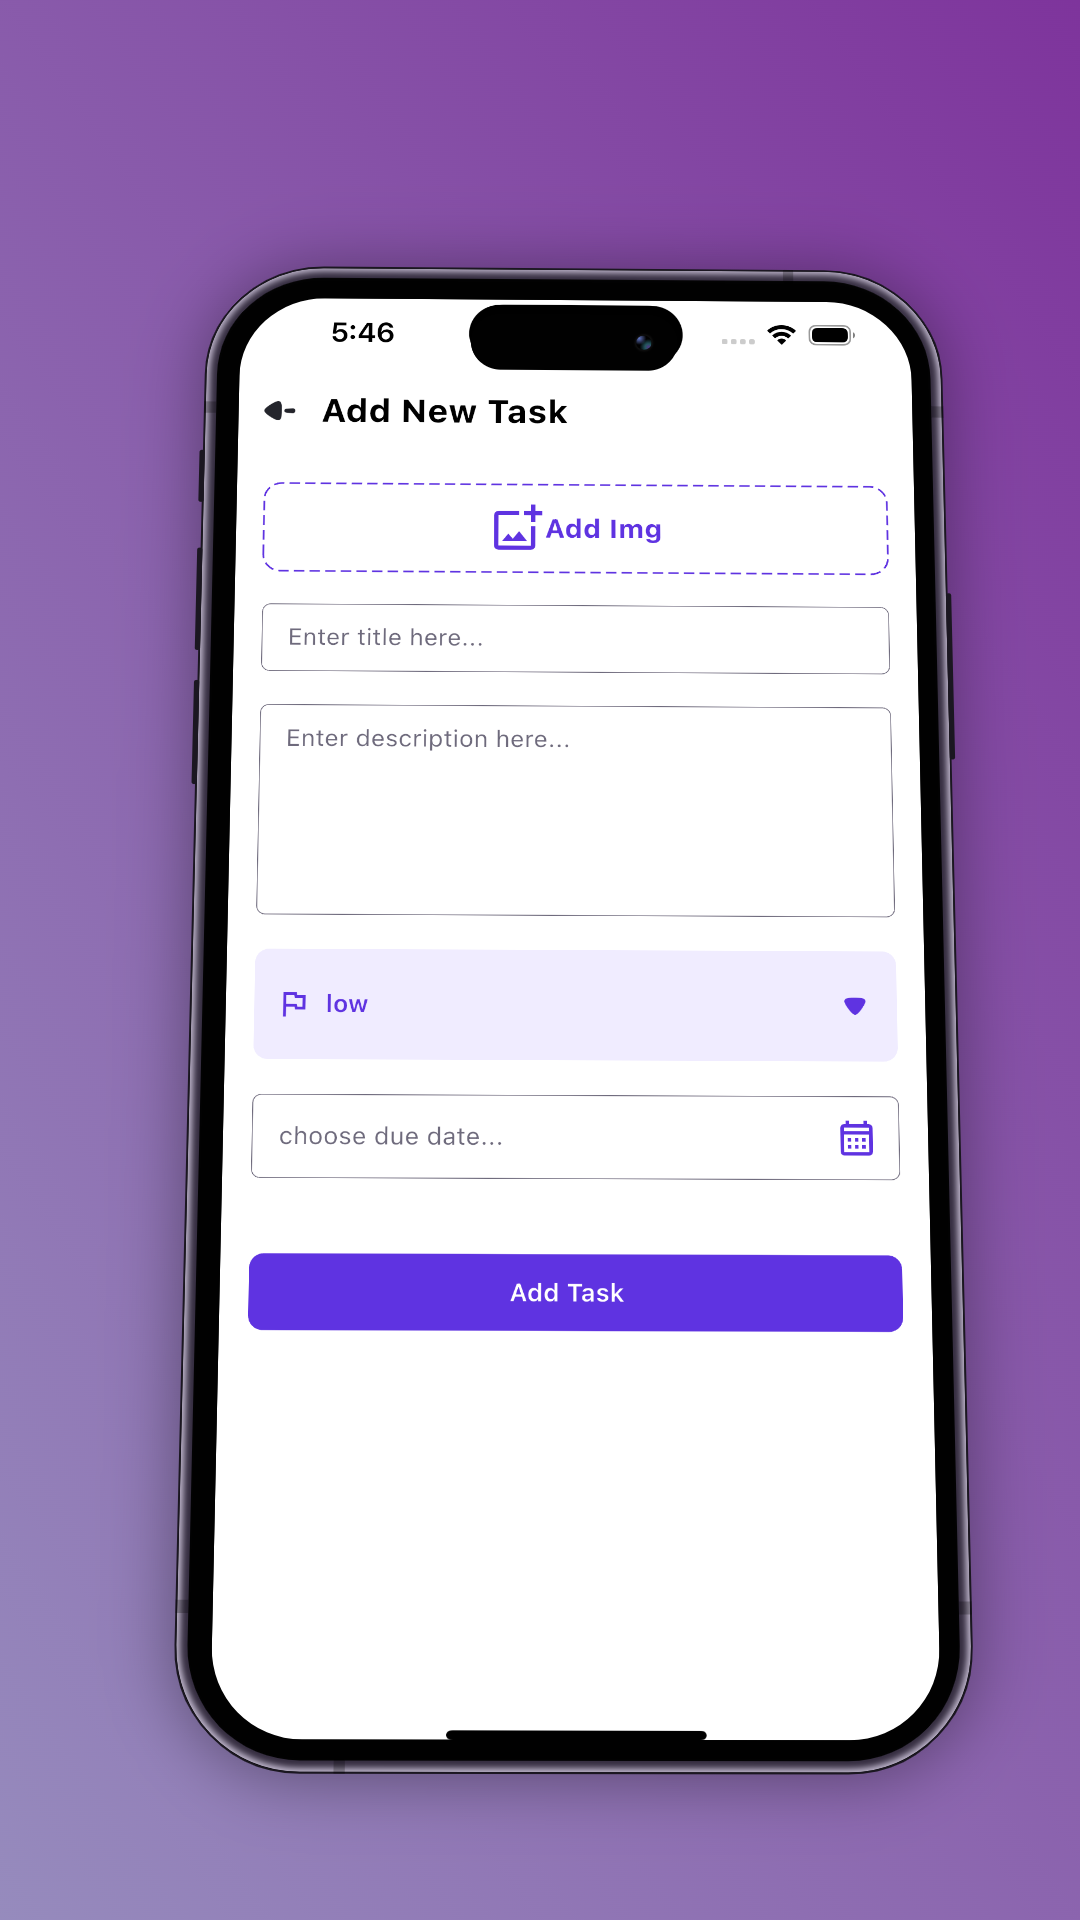 5:46
Add New Task
Add Img
Enter title here...
Enter description here...
low
choose due date...
Add Task